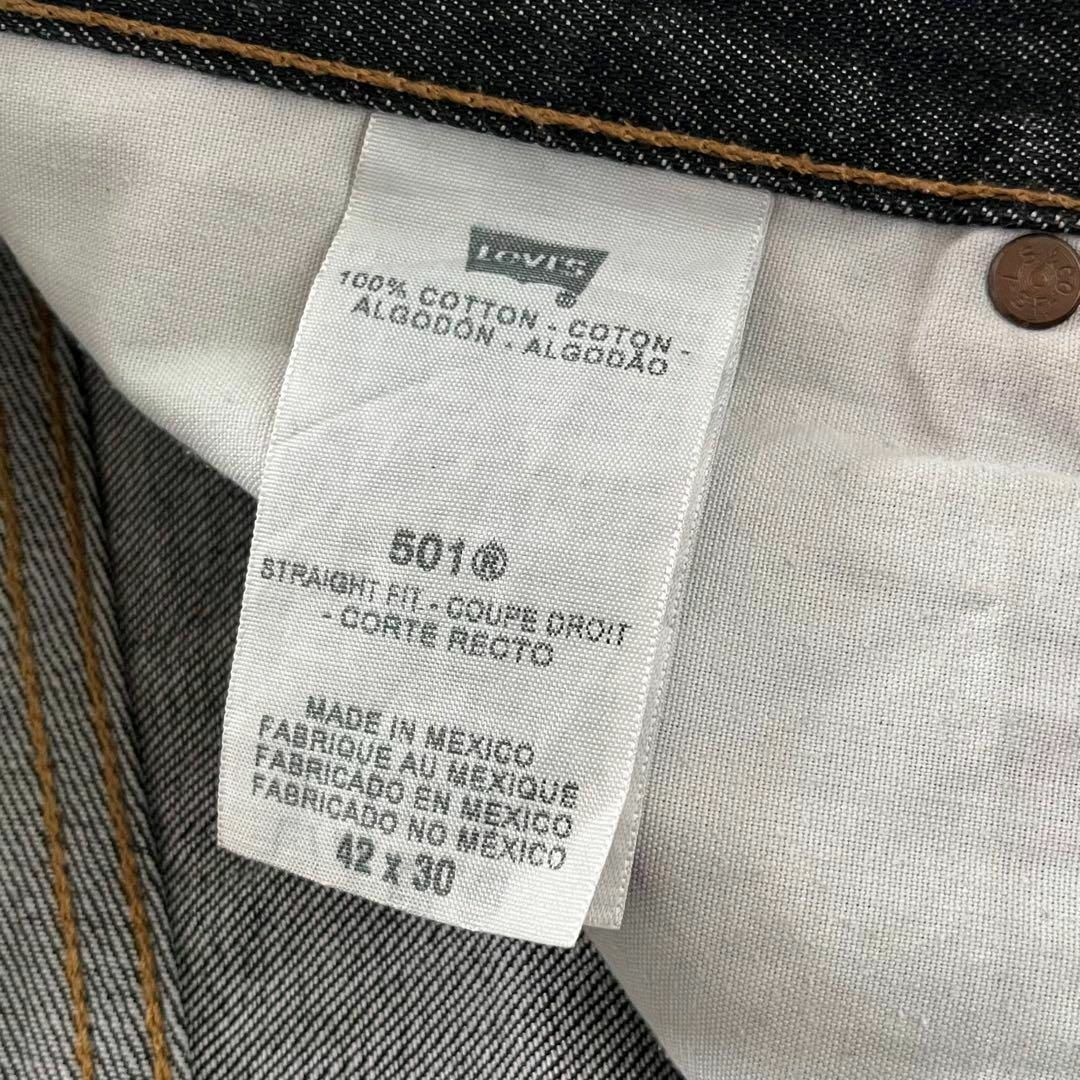 LEVI'S
®
100% COTTON - COTON -
ALGODÓN - ALGODÃO
501®
STRAIGHT FIT - COUPE DROIT
- CORTE RECTO
MADE IN MEXICO
FABRIQUE AU MEXIQUE
FABRICADO EN MEXICO
FABRICADO NO MÉXICO
42 x 30